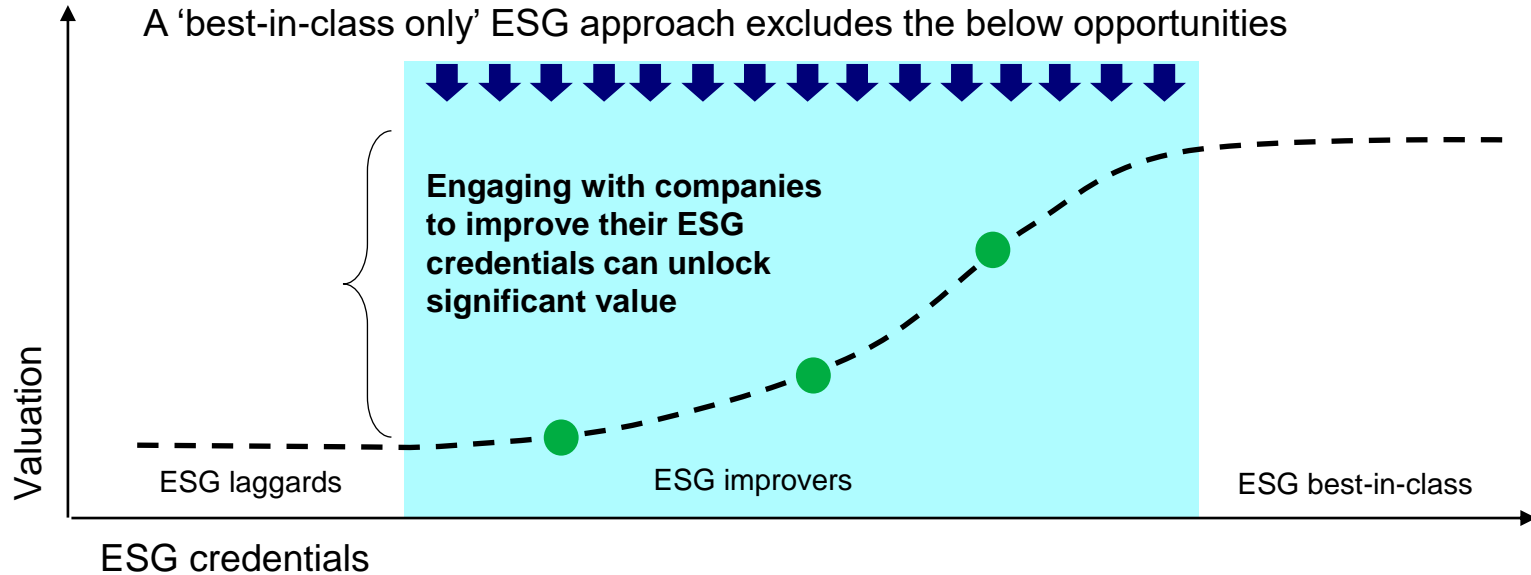 A ‘best-in-class only’ ESG approach excludes the below opportunities
Engaging with companies
to improve their ESG
credentials can unlock
significant value
Valuation
ESG laggards
ESG improvers
ESG best-in-class
ESG credentials